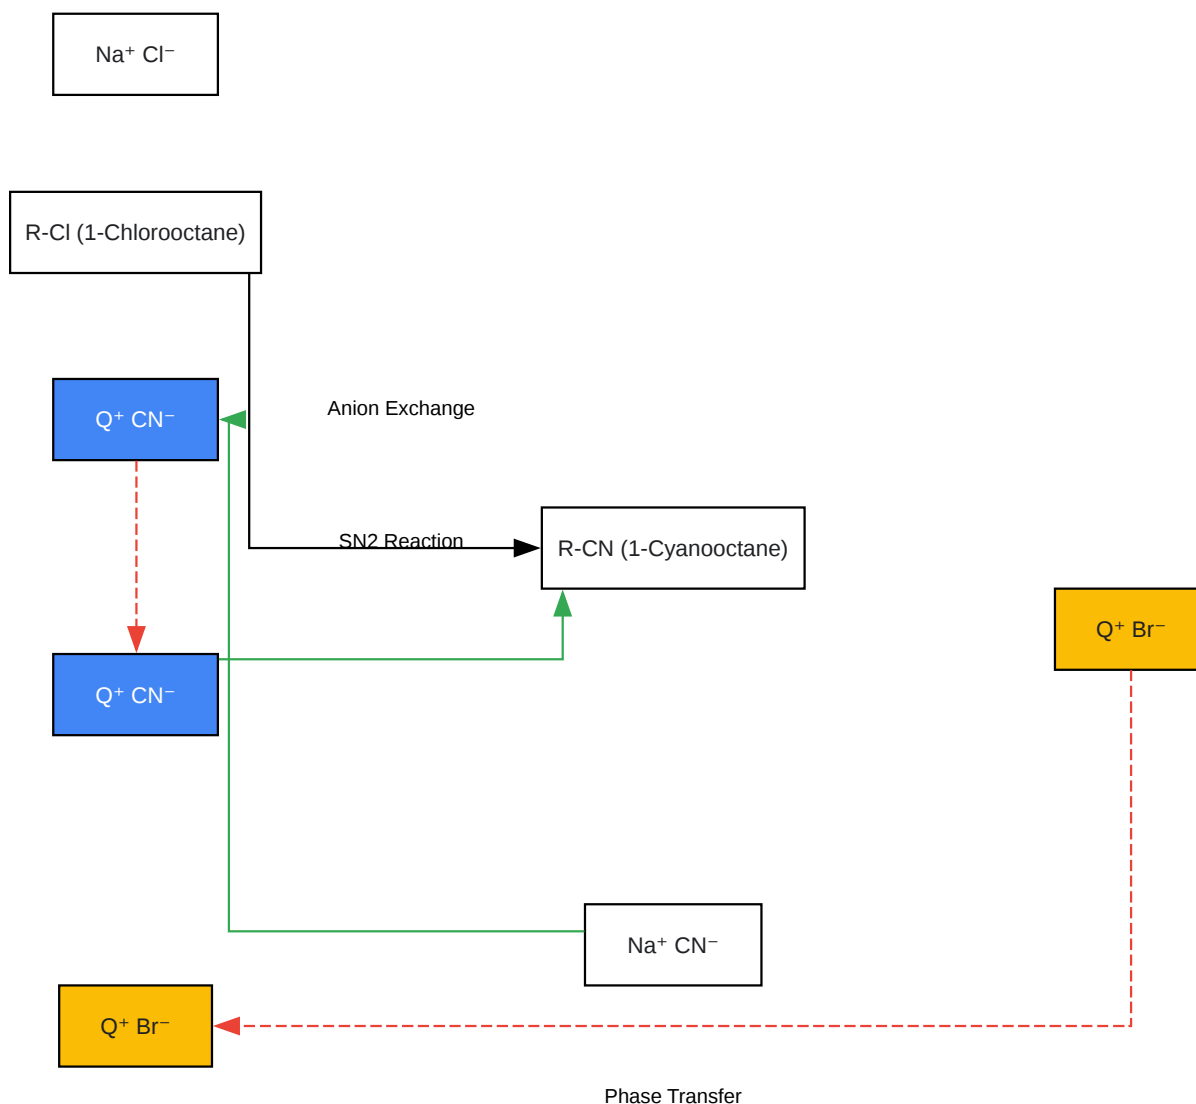 Na⁺ Cl⁻
R-Cl (1-Chlorooctane)
Anion Exchange
Q⁺ CN⁻
SN2 Reaction
R-CN (1-Cyanooctane)
Q⁺ Br⁻
Q⁺ CN⁻
Na⁺ CN⁻
Q⁺ Br⁻
Phase Transfer